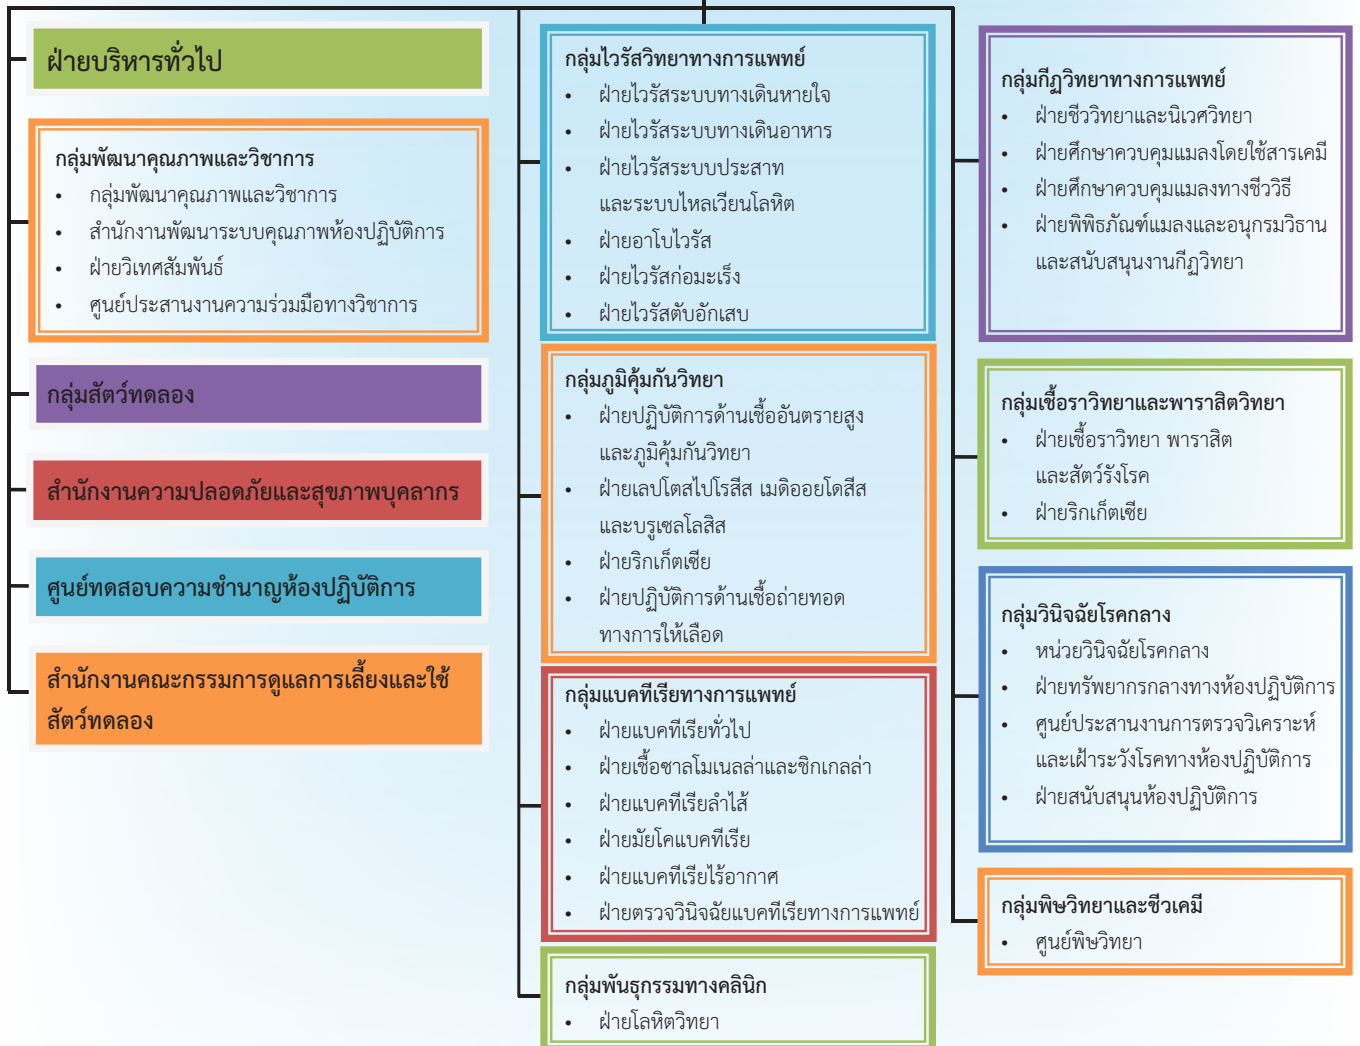 ฝ่ายบริหารทั่วไป
กลุ่มพัฒนาคุณภาพและวิชาการ
• กลุ่มพัฒนาคุณภาพและวิชาการ
• สำนักงานพัฒนาระบบคุณภาพห้องปฏิบัติการ
• ฝ่ายวิเทศสัมพันธ์
• ศูนย์ประสานงานความร่วมมือทางวิชาการ
กลุ่มสัตว์ทดลอง
สำนักงานความปลอดภัยและสุขภาพบุคลากร
ศูนย์ทดสอบความชำนาญห้องปฏิบัติการ
สำนักงานคณะกรรมการดูแลการเลี้ยงและใช้
สัตว์ทดลอง
กลุ่มไวรัสวิทยาทางการแพทย์
• ฝ่ายไวรัสระบบทางเดินหายใจ
• ฝ่ายไวรัสระบบทางเดินอาหาร
• ฝ่ายไวรัสระบบประสาท
และระบบไหลเวียนโลหิต
• ฝ่ายอาโบไวรัส
• ฝ่ายไวรัสก่อมะเร็ง
• ฝ่ายไวรัสตับอักเสบ
กลุ่มภูมิคุ้มกันวิทยา
• ฝ่ายปฏิบัติการด้านเชื้ออันตรายสูง
และภูมิคุ้มกันวิทยา
• ฝ่ายเลปโตสไปโรสีส เมดิออยโดสีส
และบรูเซลโลสิส
• ฝ่ายริกเก็ตเซีย
• ฝ่ายปฏิบัติการด้านเชื้อถ่ายทอด
ทางการให้เลือด
กลุ่มแบคทีเรียทางการแพทย์
• ฝ่ายแบคทีเรียทั่วไป
• ฝ่ายเชื้อซาลโมเนลล่าและชิกเกลล่า
• ฝ่ายแบคทีเรียลำไส้
• ฝ่ายมัยโคแบคทีเรีย
• ฝ่ายแบคทีเรียไร้อากาศ
• ฝ่ายตรวจวินิจฉัยแบคทีเรียทางการแพทย์
กลุ่มพันธุกรรมทางคลินิก
• ฝ่ายโลหิตวิทยา
กลุ่มกีฏวิทยาทางการแพทย์
• ฝ่ายชีววิทยาและนิเวศวิทยา
• ฝ่ายศึกษาควบคุมแมลงโดยใช้สารเคมี
• ฝ่ายศึกษาควบคุมแมลงทางชีววิธี
• ฝ่ายพิพิธภัณฑ์แมลงและอนุกรมวิธาน
และสนับสนุนงานกีฏวิทยา
กลุ่มเชื้อราวิทยาและพาราสิตวิทยา
• ฝ่ายเชื้อราวิทยา พาราสิต
และสัตว์รังโรค
• ฝ่ายริกเก็ตเซีย
กลุ่มวินิจฉัยโรคกลาง
• หน่วยวินิจฉัยโรคกลาง
• ฝ่ายทรัพยากรกลางทางห้องปฏิบัติการ
• ศูนย์ประสานงานการตรวจวิเคราะห์
และเฝ้าระวังโรคทางห้องปฏิบัติการ
• ฝ่ายสนับสนุนห้องปฏิบัติการ
กลุ่มพิษวิทยาและชีวเคมี
• ศูนย์พิษวิทยา